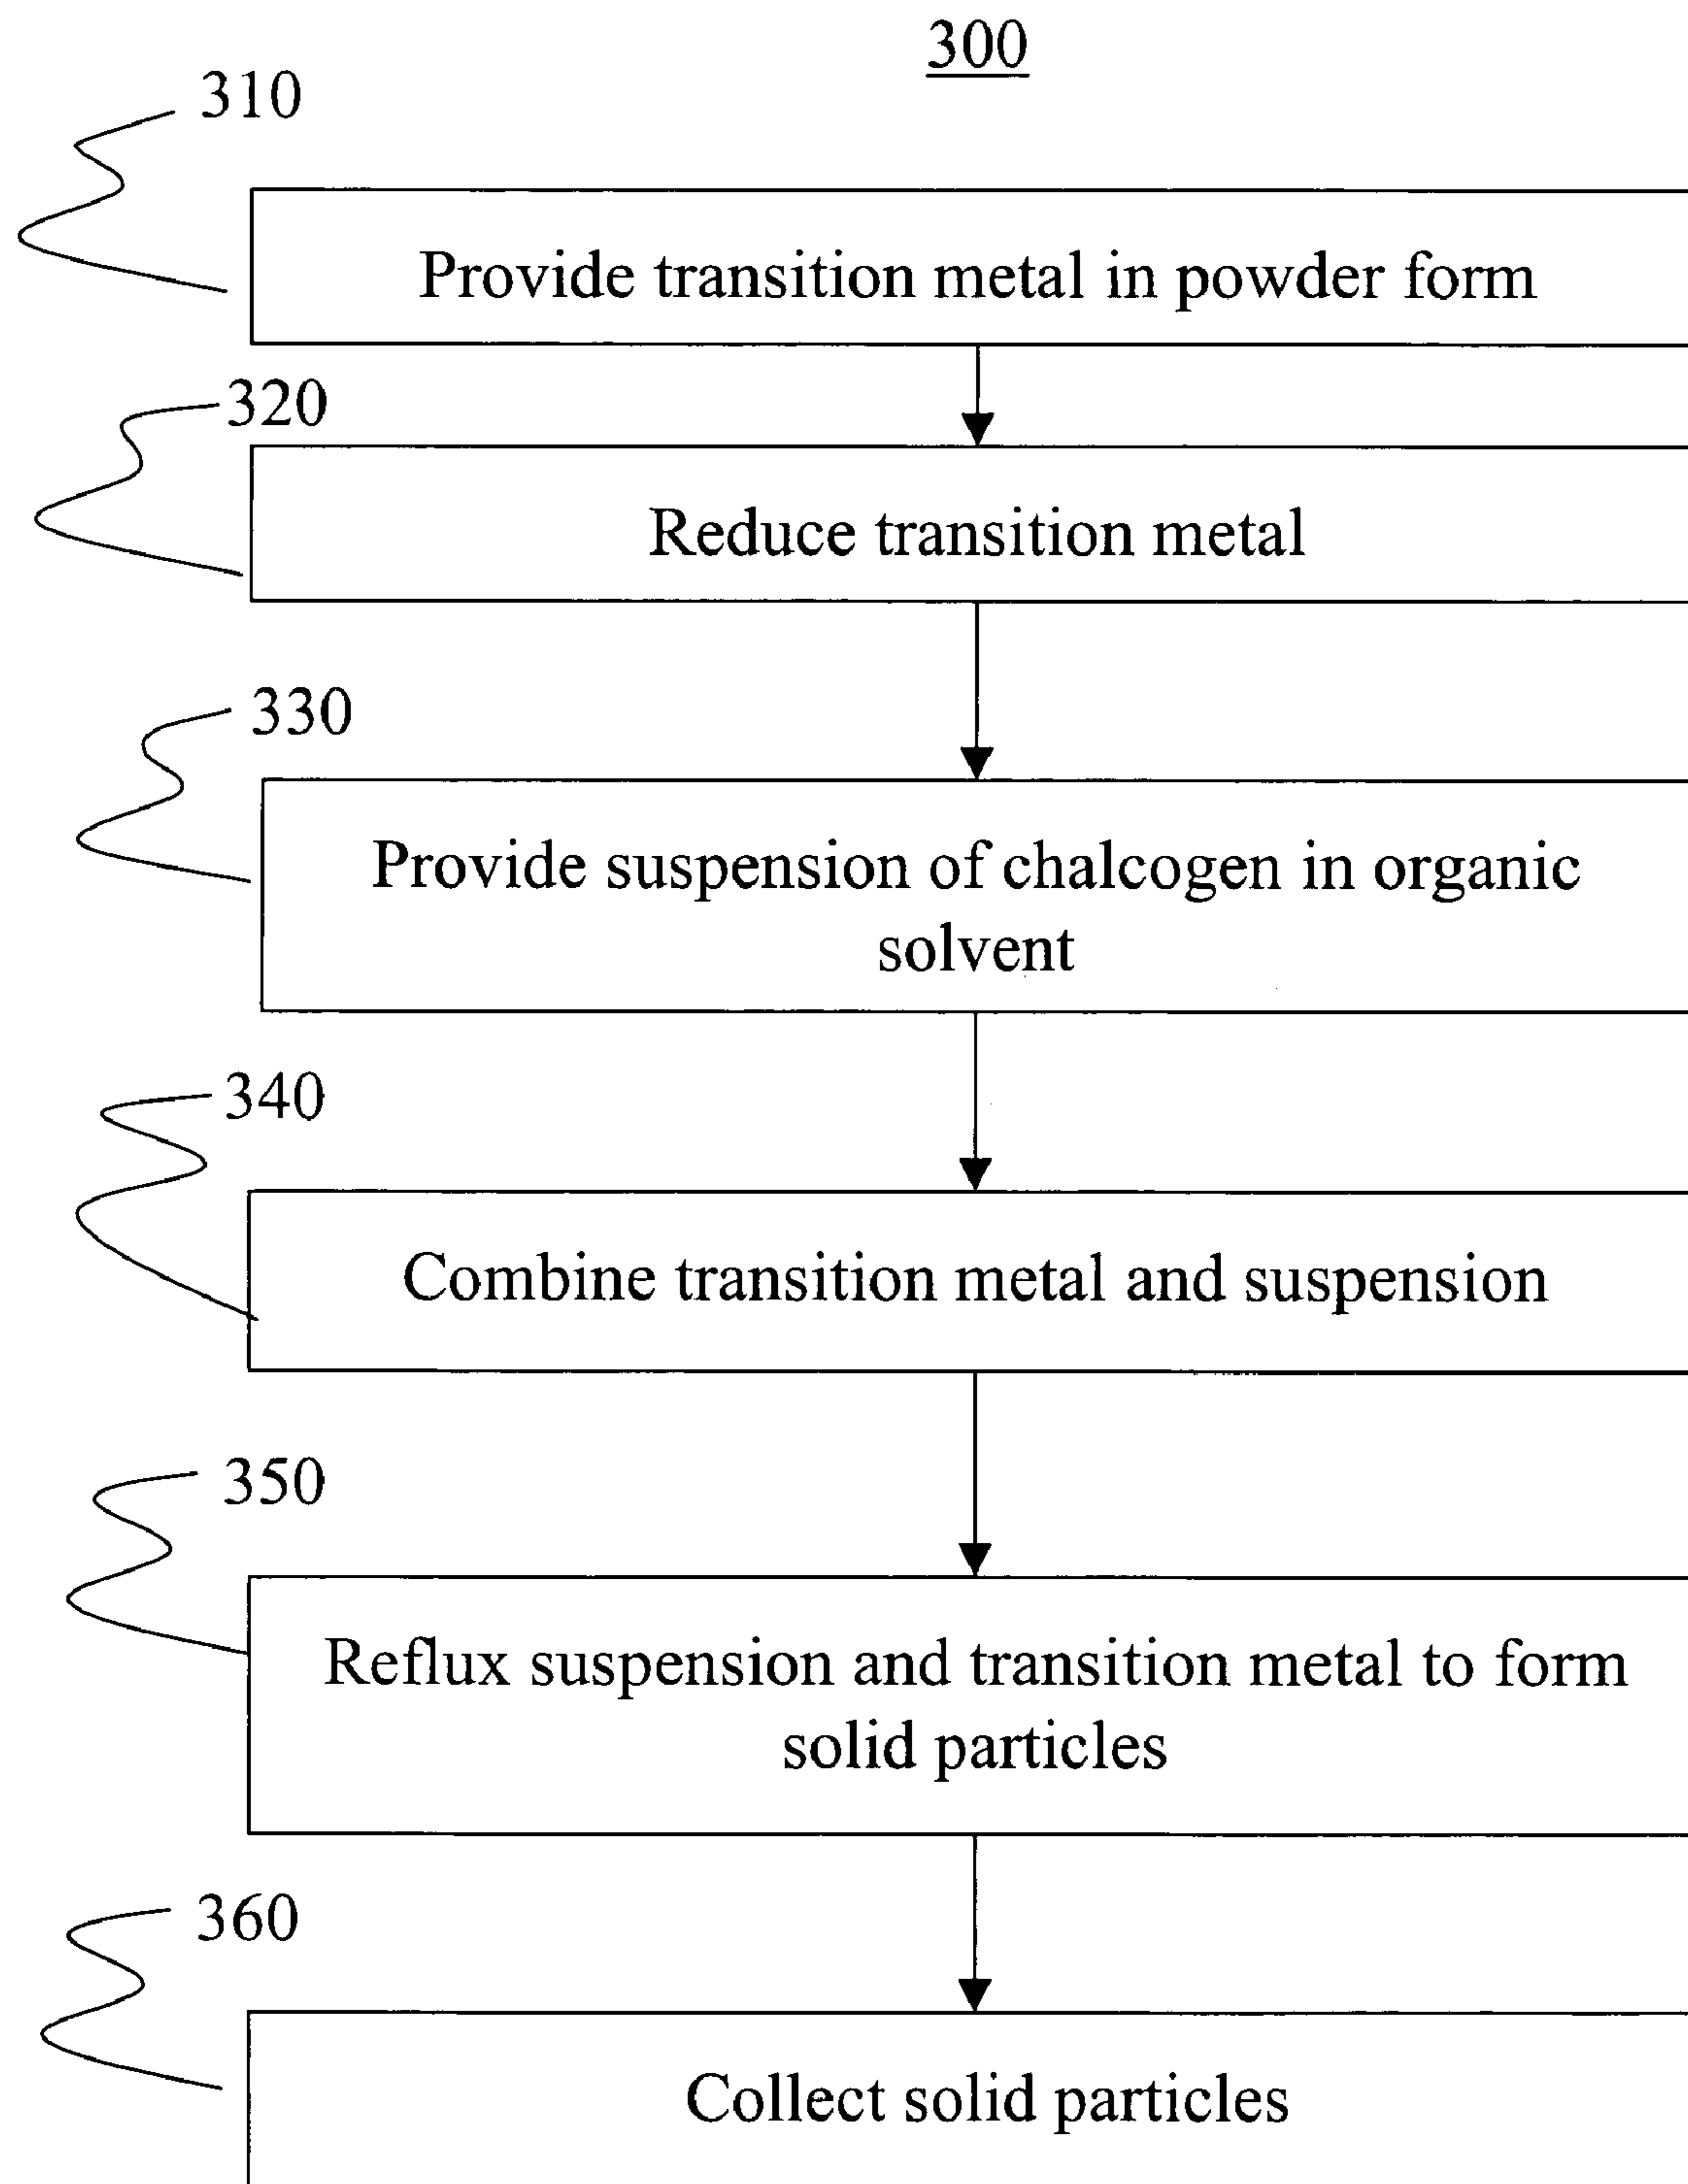 300
310
Provide transition metal in powder form
320
Reduce transition metal
330
Provide suspension of chalcogen in organic
solvent
340
Combine transition metal and suspension
350
Reflux suspension and transition metal to form
solid particles
360
Collect solid particles